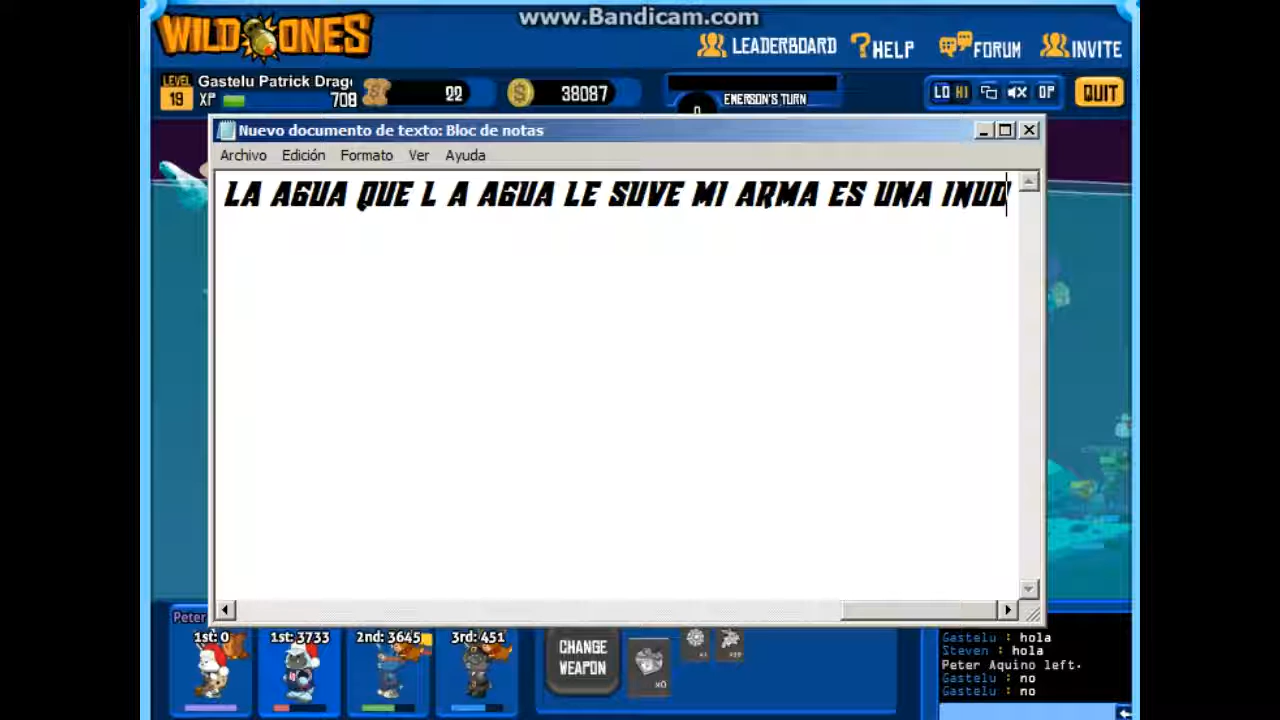 www.Bandicam.com
WILD ONES
LEADERBOARD
HELP
FORUM
INVITE
LEVEL 19
Gastelu Patrick Drag
XP 708
22
38087
EMERSON'S TURN
0
LO HI
OP
QUIT
Nuevo documento de texto: Bloc de notas
Archivo Edición Formato Ver Ayuda
LA AGUA QUE L A AGUA LE SUVE MI ARMA ES UNA INUD
Peter
1st: 0
1st: 3733
2nd: 3645
3rd: 451
CHANGE
WEAPON
x0
x1
Gastelu : hola
Steven : hola
Peter Aquino left.
Gastelu : no
Gastelu : no